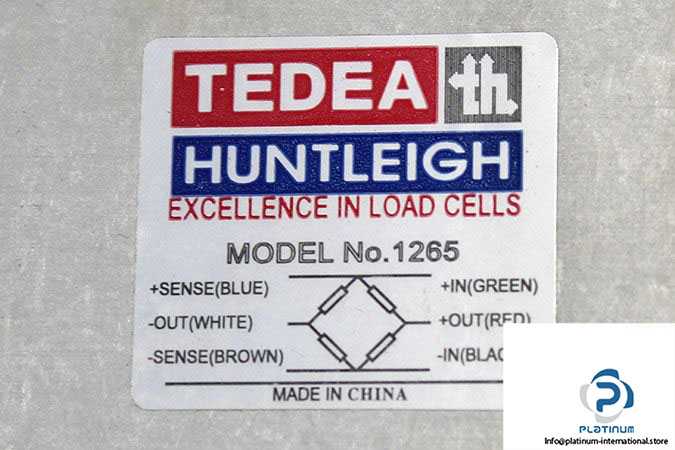 TEDEA th
HUNTLEIGH
EXCELLENCE IN LOAD CELLS
MODEL No.1265
+SENSE(BLUE) +IN(GREEN)
-OUT(WHITE) +OUT(RED)
-SENSE(BROWN) -IN(BLAC
MADE IN CHINA
PLATINUM
Info@platinum-international.store